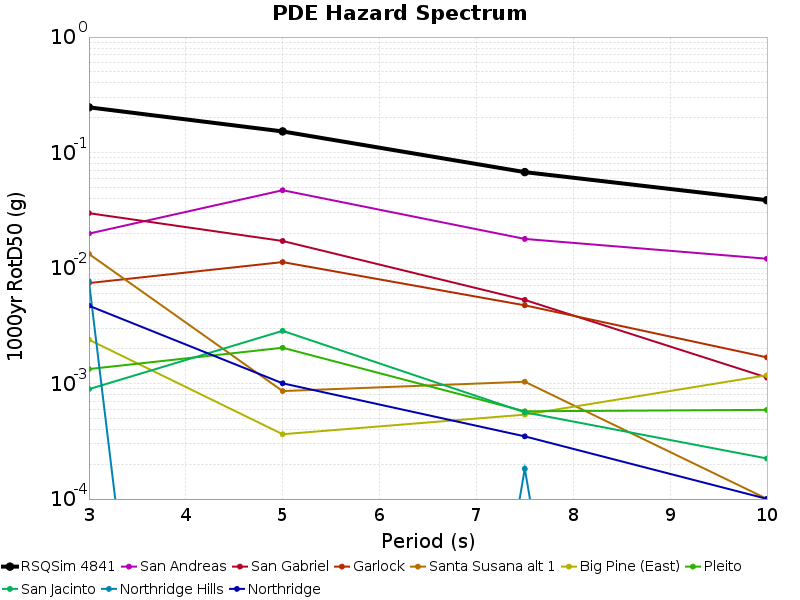 PDE Hazard Spectrum
10^0
10^-1
10^-2
10^-3
10^-4
1000yr RotD50 (g)
3 4 5 6 7 8 9 10
Period (s)
RSQSim 4841 San Andreas San Gabriel Garlock Santa Susana alt 1 Big Pine (East) Pleito
San Jacinto Northridge Hills Northridge